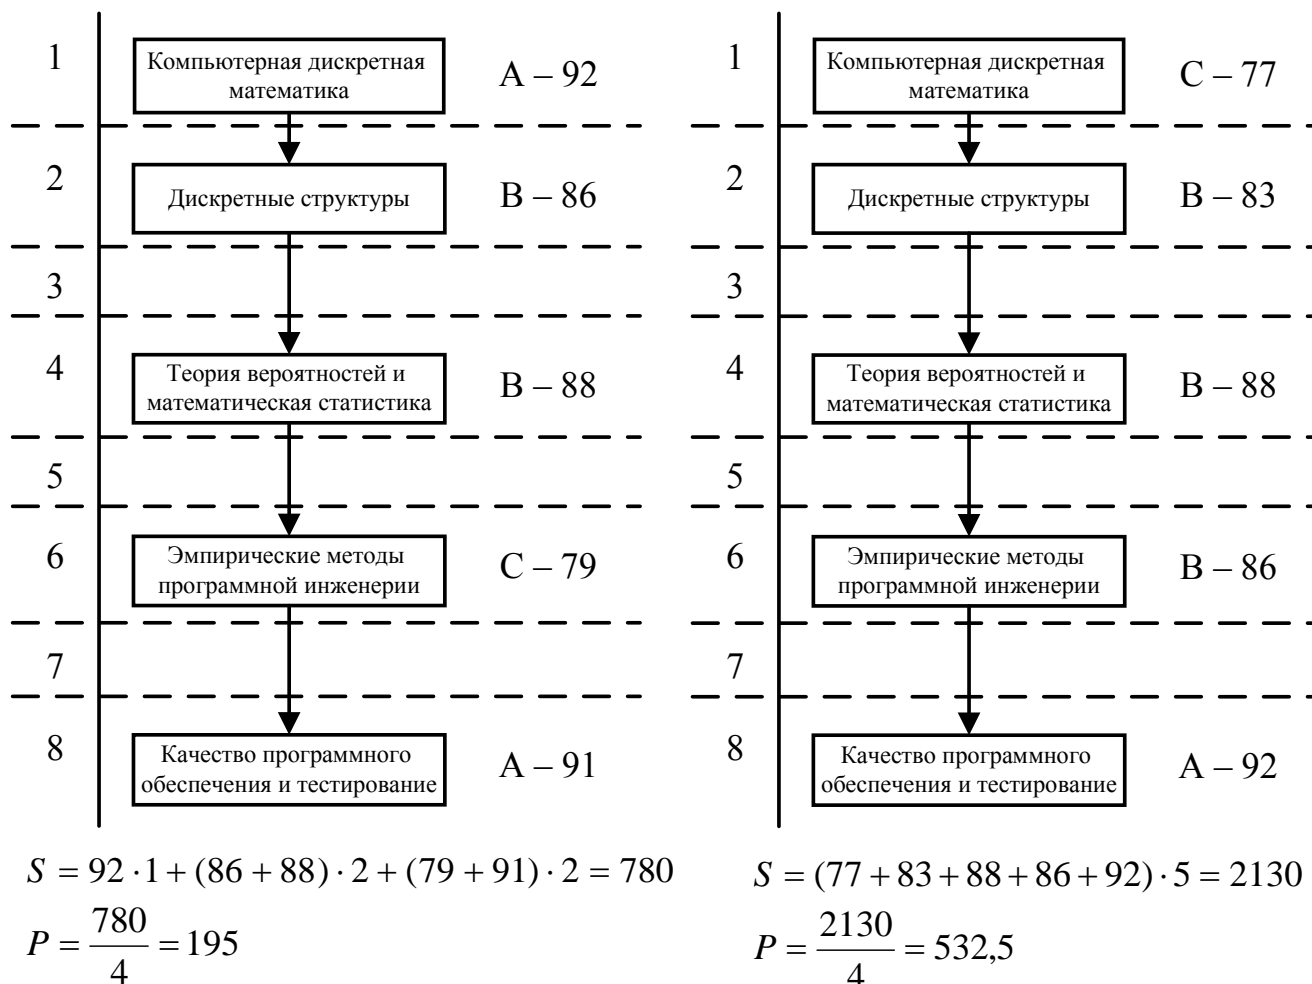 1
Компьютерная дискретная
математика
A – 92
2
Дискретные структуры
B – 86
3
4
Теория вероятностей и
математическая статистика
B – 88
5
6
Эмпирические методы
программной инженерии
C – 79
7
8
Качество программного
обеспечения и тестирование
A – 91
S = 92 · 1 + (86 + 88) · 2 + (79 + 91) · 2 = 780
P = 780/4 = 195
1
Компьютерная дискретная
математика
C – 77
2
Дискретные структуры
B – 83
3
4
Теория вероятностей и
математическая статистика
B – 88
5
6
Эмпирические методы
программной инженерии
B – 86
7
8
Качество программного
обеспечения и тестирование
A – 92
S = (77 + 83 + 88 + 86 + 92) · 5 = 2130
P = 2130/4 = 532,5